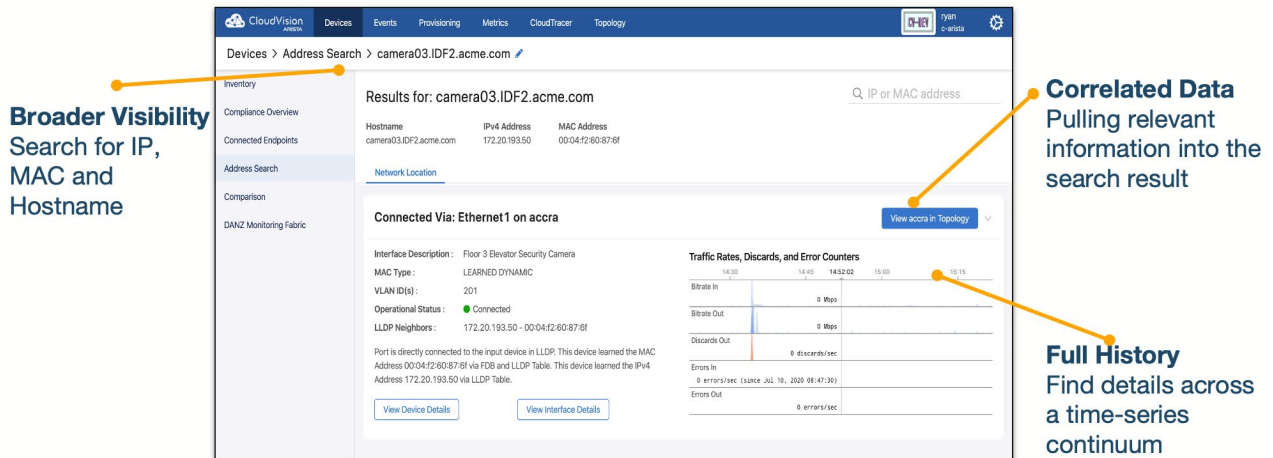 CloudVision
ARISTA
Devices
Events
Provisioning
Metrics
CloudTracer
Topology
ryan
c-arista
Devices > Address Search > camera03.IDF2.acme.com
Broader Visibility
Search for IP,
MAC and
Hostname
Inventory
Compliance Overview
Connected Endpoints
Address Search
Comparison
DANZ Monitoring Fabric
Results for: camera03.IDF2.acme.com
IP or MAC address
Hostname IPv4 Address MAC Address
camera03.IDF2.acme.com 172.20.193.50 00:04:f2:60:87:6f
Network Location
Connected Via: Ethernet1 on accra
View accra in Topology
Interface Description : Floor 3 Elevator Security Camera
MAC Type : LEARNED DYNAMIC
VLAN ID(s) : 201
Operational Status : Connected
LLDP Neighbors : 172.20.193.50 - 00:04:f2:60:87:6f
Port is directly connected to the input device in LLDP. This device learned the MAC
Address 00:04:f2:60:87:6f via FDB and LLDP Table. This device learned the IPv4
Address 172.20.193.50 via LLDP Table.
View Device Details
View Interface Details
Traffic Rates, Discards, and Error Counters
14:30 14:45 14:52:02 15:00 15:15
Bitrate In
0 Mbps
Bitrate Out
0 Mbps
Discards Out
0 discards/sec
Errors In
0 errors/sec (since Jul 10, 2020 08:47:30)
Errors Out
0 errors/sec
Correlated Data
Pulling relevant
information into the
search result
Full History
Find details across
a time-series
continuum